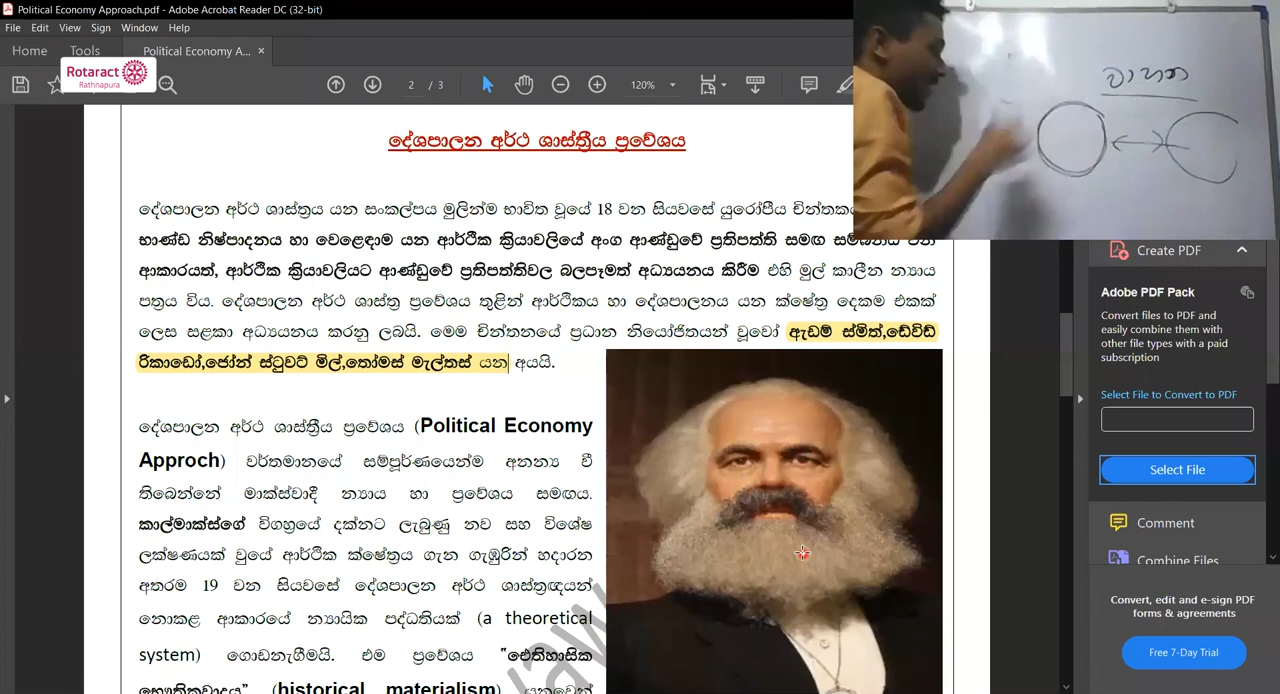 Political Economy Approach.pdf - Adobe Acrobat Reader DC (32-bit)
File Edit View Sign Window Help
Home Tools Political Economy A... ×
Rotaract
Rathnapura
2 / 3 120%
වාහන
දේශපාලන අර්ථ ශාස්ත්‍රීය ප්‍රවේශය
දේශපාලන අර්ථ ශාස්ත්‍රය යන සංකල්පය මුලින්ම භාවිත වූයේ 18 වන සියවසේ යුරෝපීය
භාණ්ඩ නිෂ්පාදනය හා වෙළෙඳාම යන ආර්ථික ක්‍රියාවලියේ අංග ආණ්ඩුවේ ප්‍රතිපත්ති සමඟ
ආකාරයත්, ආර්ථික ක්‍රියාවලියට ආණ්ඩුවේ ප්‍රතිපත්තිවල බලපෑමත් අධ්‍යයනය කිරීම එහි මුල් කාලීන න්‍යාය
පත්‍රය විය. දේශපාලන අර්ථ ශාස්ත්‍ර ප්‍රවේශය තුළින් ආර්ථිකය හා දේශපාලනය යන ක්ෂේත්‍ර දෙකම එකක්
ලෙස සළකා අධ්‍යයනය කරනු ලබයි. මෙම චින්තනයේ ප්‍රධාන නියෝජිතයන් වූවෝ ඇඩම් ස්මිත්,ඩේවිඩ්
රිකාඩෝ,ජෝන් ස්ටුවට් මිල්,තෝමස් මැල්තස් යන අයයි.
දේශපාලන අර්ථ ශාස්ත්‍රීය ප්‍රවේශය (Political Economy
Approch) වර්තමානයේ සම්පූර්ණයෙන්ම අනන්‍ය වී
තිබෙන්නේ මාක්ස්වාදී න්‍යාය හා ප්‍රවේශය සමඟය.
කාල්මාක්ස්ගේ විග්‍රහයේ දක්නට ලැබුණු නව සහ විශේෂ
ලක්ෂණයක් වූයේ ආර්ථික ක්ෂේත්‍රය ගැන ගැඹුරින් හදාරන
අතරම 19 වන සියවසේ දේශපාලන අර්ථ ශාස්ත්‍රඥයන්
නොකළ ආකාරයේ න්‍යායික පද්ධතියක් (a theoretical
system) ගොඩනැගීමයි. එම ප්‍රවේශය "ඓතිහාසික
භෞතිකවාදය" (historical materialism) යනුවෙන්
Create PDF
Adobe PDF Pack
Convert files to PDF and
easily combine them with
other file types with a paid
subscription
Select File to Convert to PDF
Select File
Comment
Combine Files
Convert, edit and e-sign PDF
forms & agreements
Free 7-Day Trial